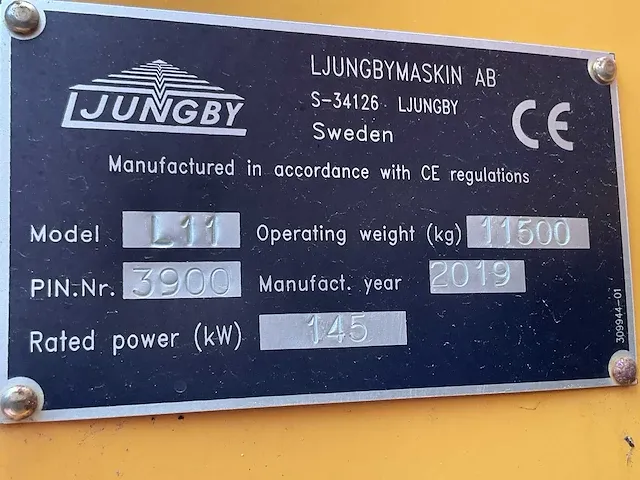 LJUNGBY
LJUNGBYMASKIN AB
S-34126 LJUNGBY
Sweden
CE
Manufactured in accordance with CE regulations
Model L11 Operating weight (kg) 11500
PIN.Nr. 3900 Manufact. year 2019
Rated power (kW) 145
309944-01